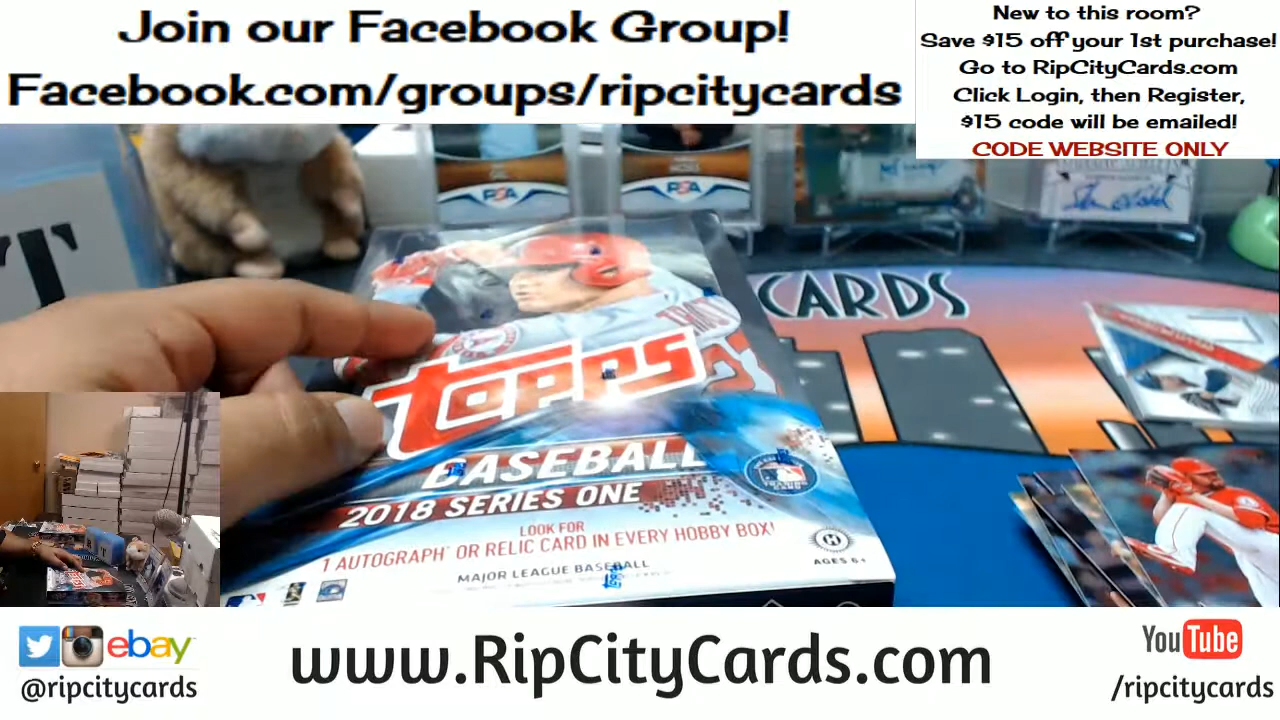 Join our Facebook Group!
Facebook.com/groups/ripcitycards
New to this room?
Save $15 off your 1st purchase!
Go to RipCityCards.com
Click Login, then Register,
$15 code will be emailed!
CODE WEBSITE ONLY
PSA
PSA
T
CARDS
TROUT
Topps
BASEBALL
2018 SERIES ONE
LOOK FOR
1 AUTOGRAPH OR RELIC CARD IN EVERY HOBBY BOX!
MAJOR LEAGUE BASEBALL
H
AGES 6+
ebay
@ripcitycards
www.RipCityCards.com
YouTube
/ripcitycards